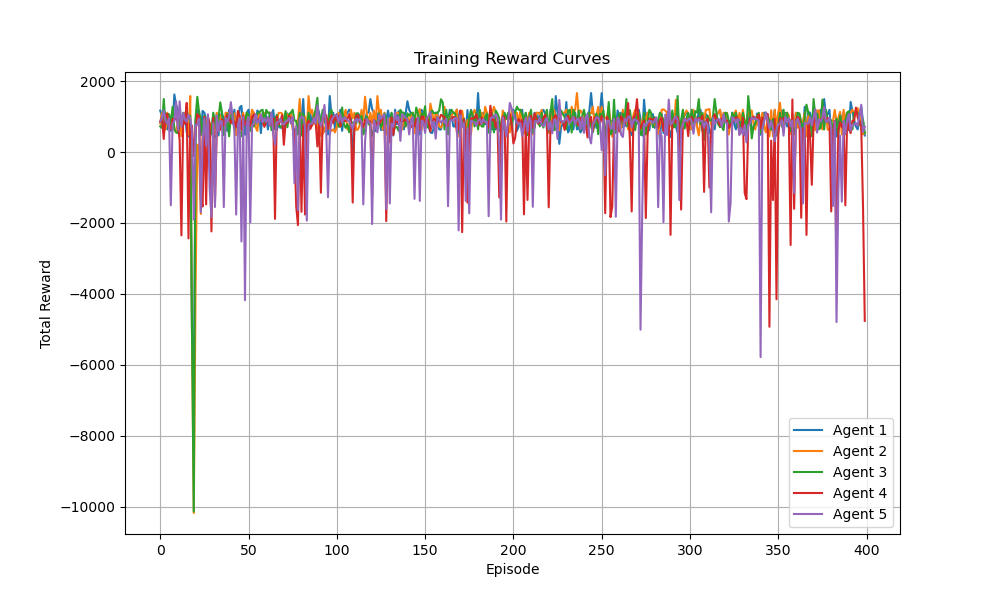 Training Reward Curves
2000
0
−2000
−4000
−6000
−8000
−10000
Total Reward
0 50 100 150 200 250 300 350 400
Episode
Agent 1
Agent 2
Agent 3
Agent 4
Agent 5